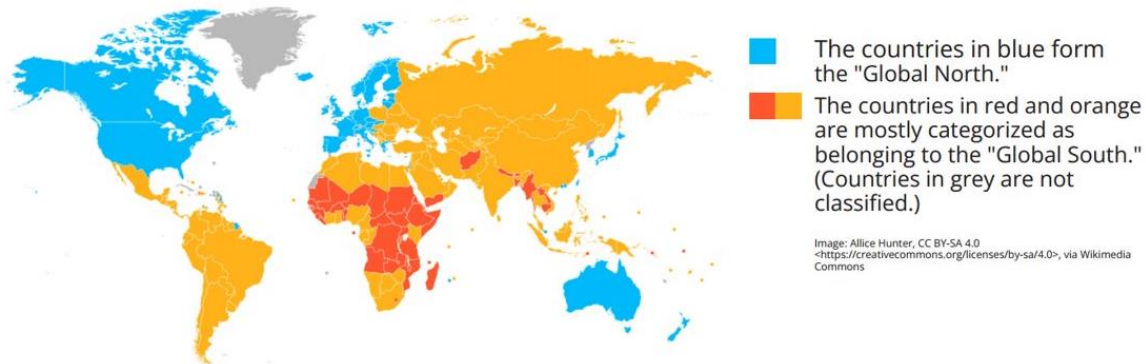 The countries in blue form
the "Global North."
The countries in red and orange
are mostly categorized as
belonging to the "Global South."
(Countries in grey are not
classified.)
Image: Allice Hunter, CC BY-SA 4.0
<https://creativecommons.org/licenses/by-sa/4.0>, via Wikimedia
Commons